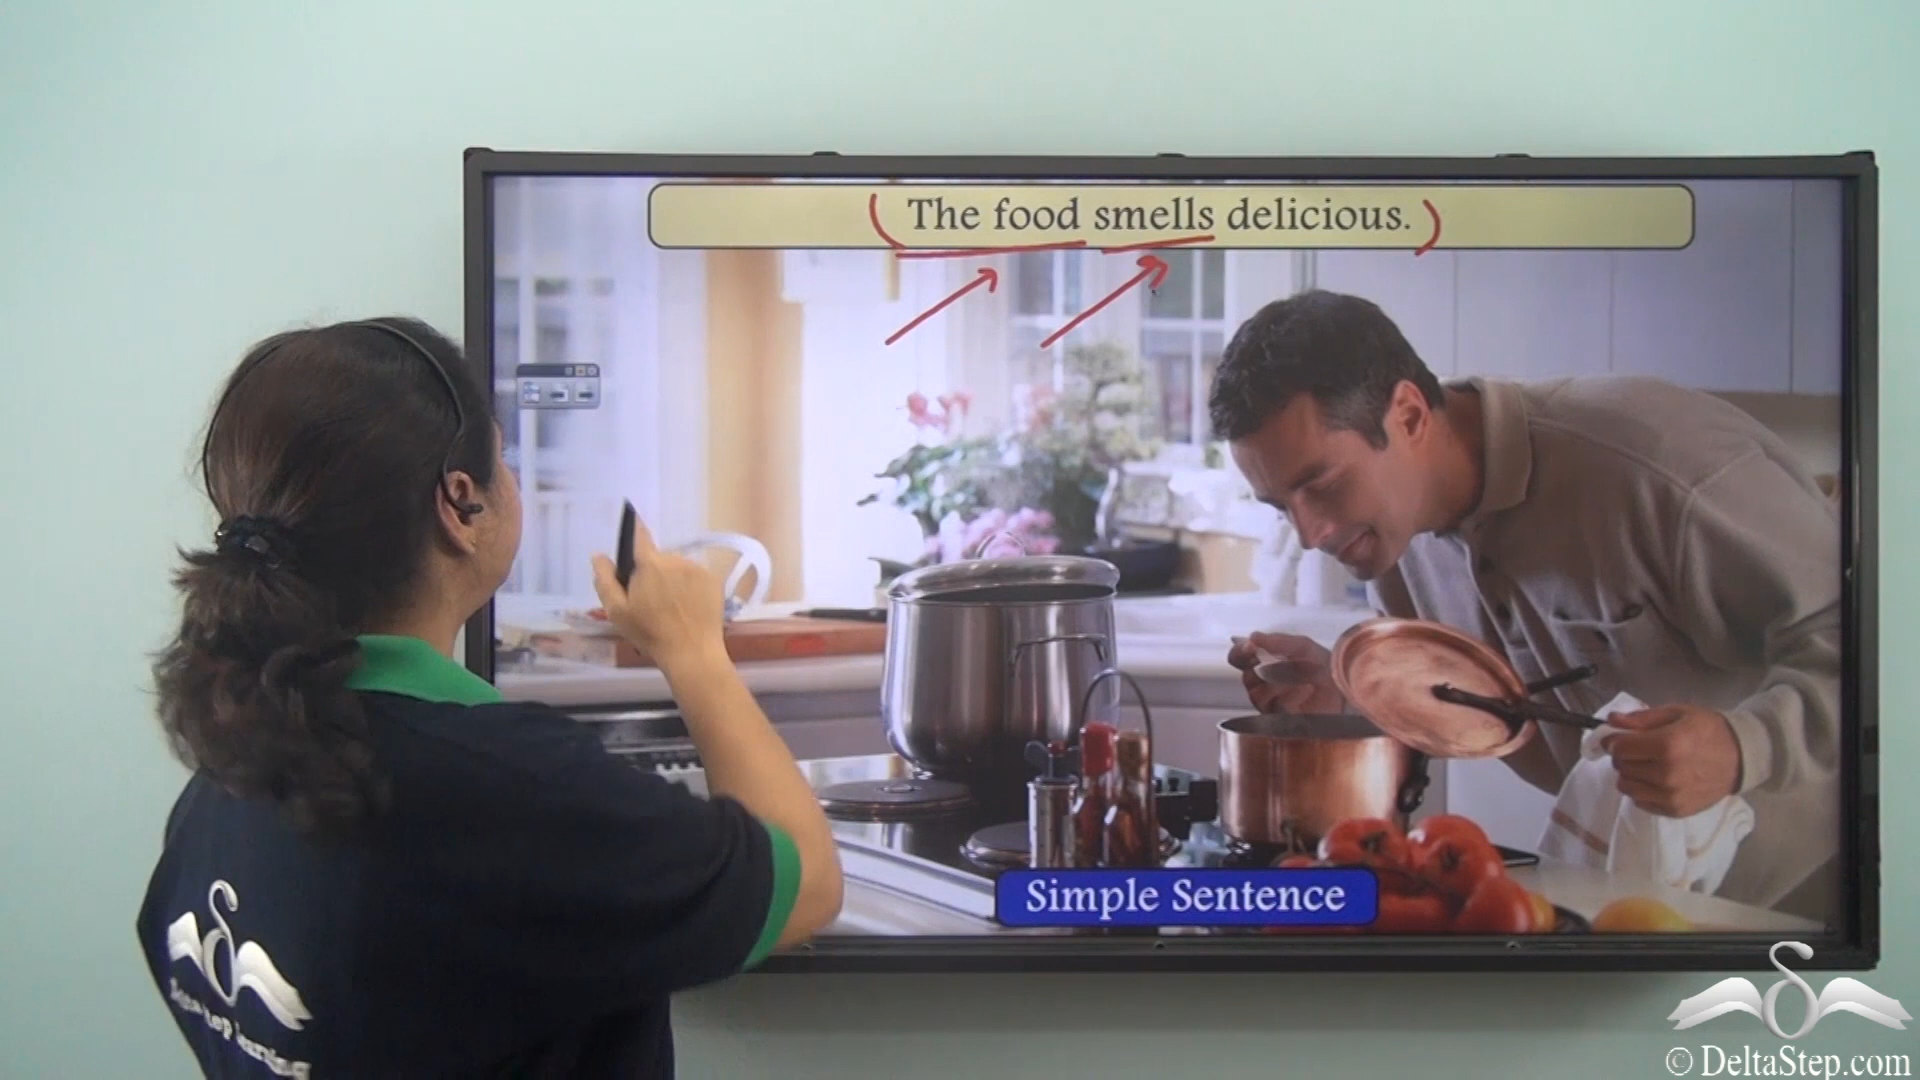 The food smells delicious.
Simple Sentence
© DeltaStep.com